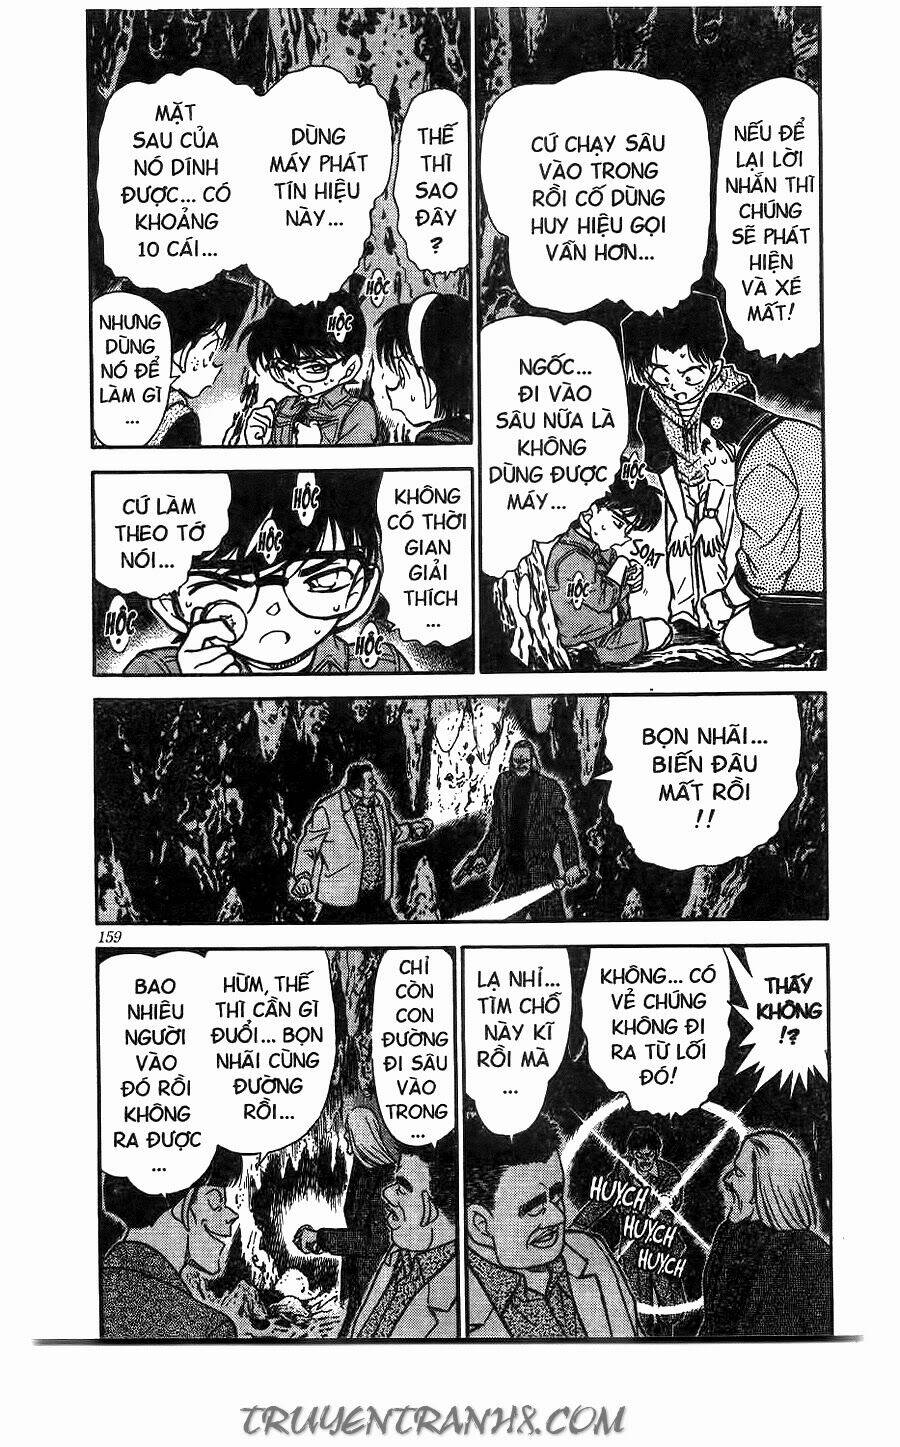 NẾU ĐỂ
LẠI LỜI
NHẮN THÌ
CHÚNG
SẼ PHÁT
HIỆN
VÀ XÉ
MẤT!
CỨ CHẠY SÂU
VÀO TRONG
RỒI CỐ DÙNG
HUY HIỆU GỌI
VẪN HƠN...
NGỐC...
ĐI VÀO
SÂU NỮA LÀ
KHÔNG
DÙNG ĐƯỢC
MÁY...
HỘC
SOẠT
HỘC
THẾ
THÌ
SAO
ĐÂY
?
DÙNG
MÁY PHÁT
TÍN HIỆU
NÀY...
MẶT
SAU CỦA
NÓ DÍNH
ĐƯỢC... CÓ
KHOẢNG
10 CÁI...
HỘC
HỘC
NHƯNG
DÙNG
NÓ ĐỂ
LÀM GÌ
...
KHÔNG
CÓ THỜI
GIAN
GIẢI
THÍCH
...
CỨ LÀM
THEO TỚ
NÓI...
HỘC
HỘC
HỘC
HỘC
BỌN NHÃI...
BIẾN ĐÂU
MẤT RỒI
!!
159
THẤY
KHÔNG
!?
KHÔNG... CÓ
VẺ CHÚNG
KHÔNG ĐI
RA TỪ LỐI
ĐÓ!
LẠ NHỈ...
TÌM CHỖ
NÀY KĨ
RỒI MÀ
...
HUỴCH
HUỴCH
HUỴCH
CHỈ
CÒN
CON
ĐƯỜNG
ĐI SÂU
VÀO
TRONG
...
HỪM, THẾ
THÌ CẦN GÌ
ĐUỔI... BỌN
NHÃI CÙNG
ĐƯỜNG
RỒI...
BAO
NHIÊU
NGƯỜI
VÀO
ĐÓ RỒI
KHÔNG
RA ĐƯỢC
...
TRUYENTRANH8.COM